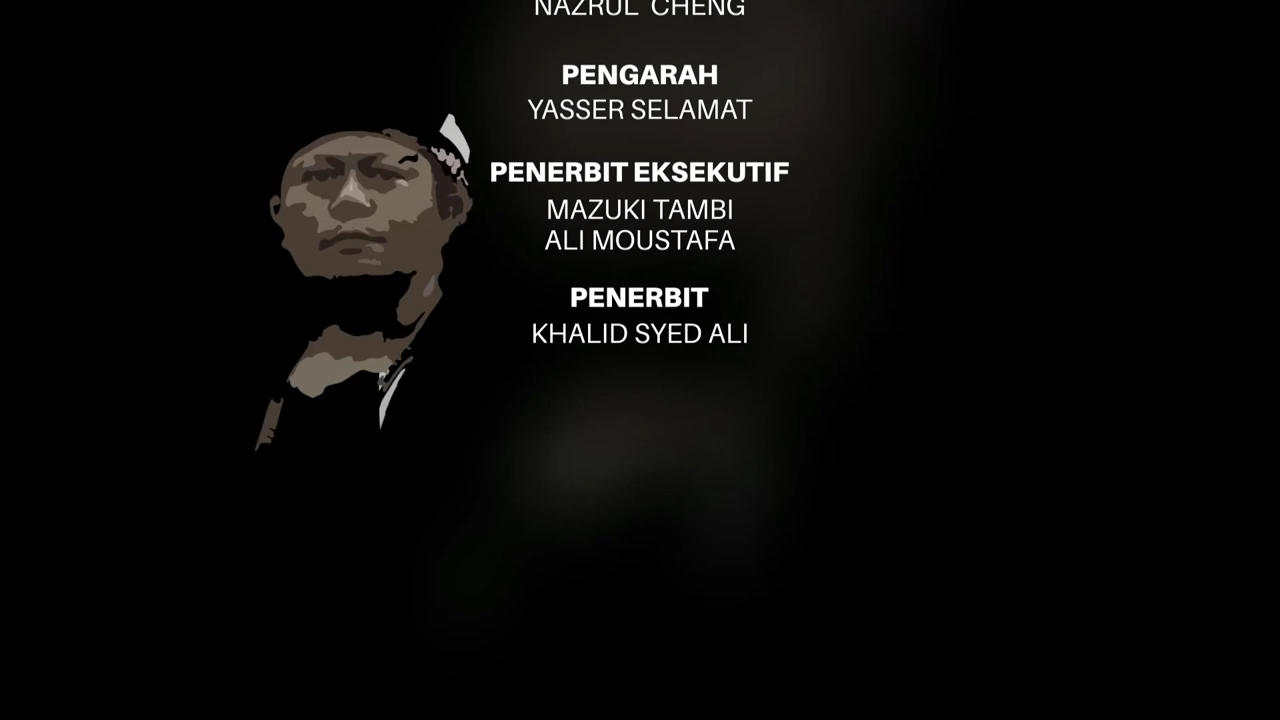 NAZRUL CHENG
PENGARAH
YASSER SELAMAT
PENERBIT EKSEKUTIF
MAZUKI TAMBI
ALI MOUSTAFA
PENERBIT
KHALID SYED ALI